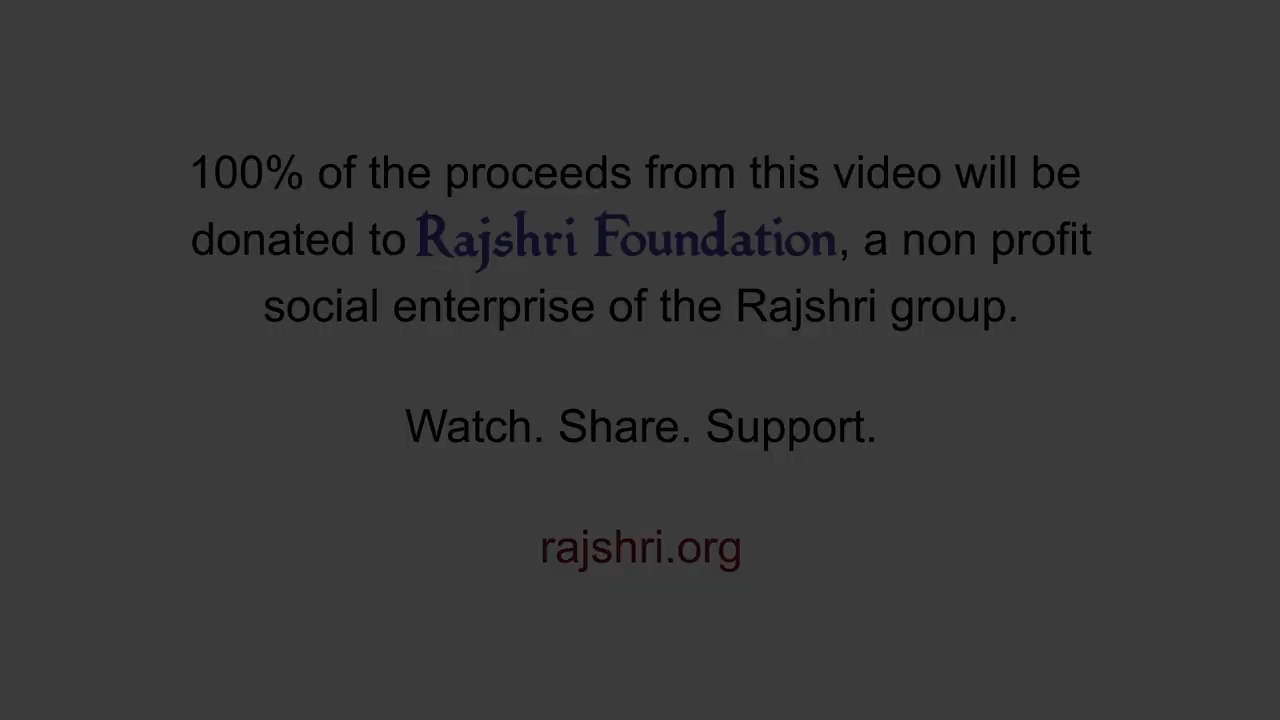 100% of the proceeds from this video will be
donated to Rajshri Foundation, a non profit
social enterprise of the Rajshri group.
Watch. Share. Support.
rajshri.org